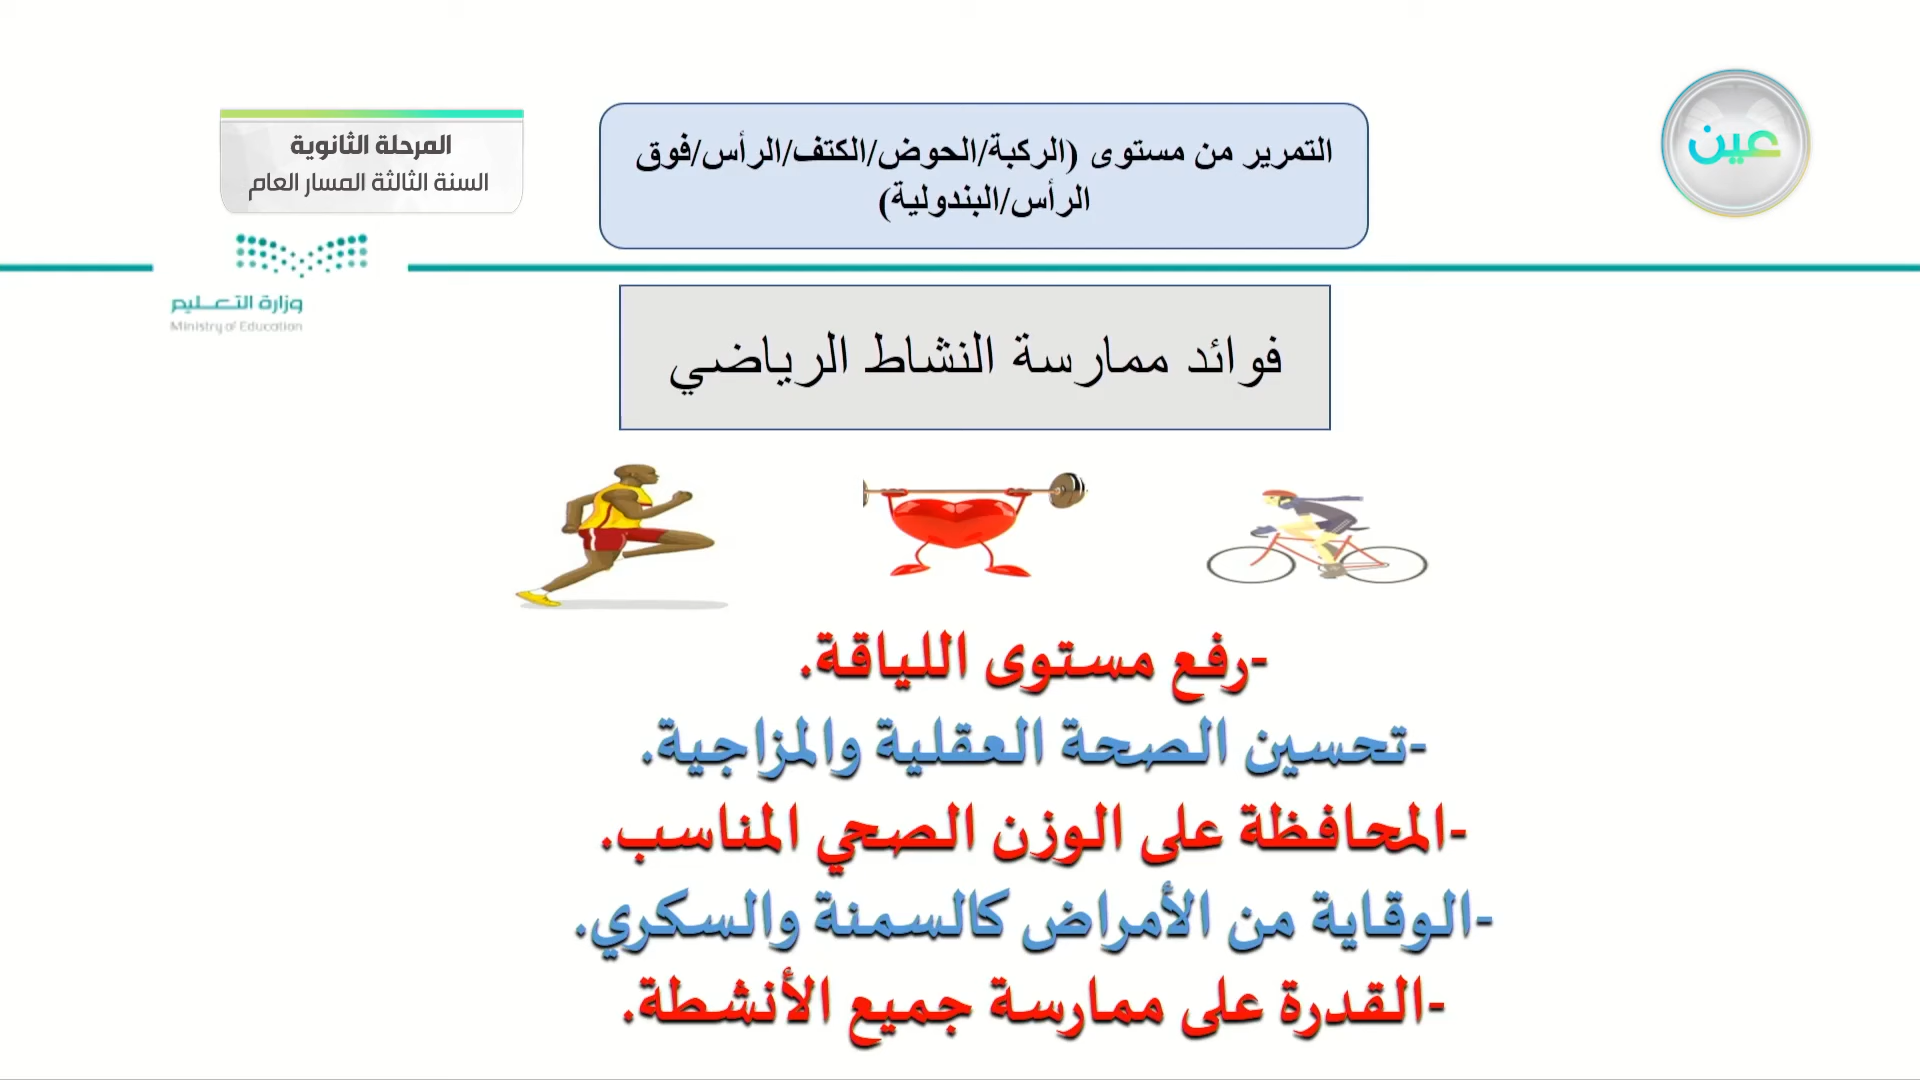 المرحلة الثانوية
السنة الثالثة المسار العام
التمرير من مستوى (الركبة/الحوض/الكتف/الرأس/فوق
الرأس/البندولية)
عين
وزارة التعليم
Ministry of Education
فوائد ممارسة النشاط الرياضي
-رفع مستوى اللياقة.
-تحسين الصحة العقلية والمزاجية.
-المحافظة على الوزن الصحي المناسب.
-الوقاية من الأمراض كالسمنة والسكري.
-القدرة على ممارسة جميع الأنشطة.